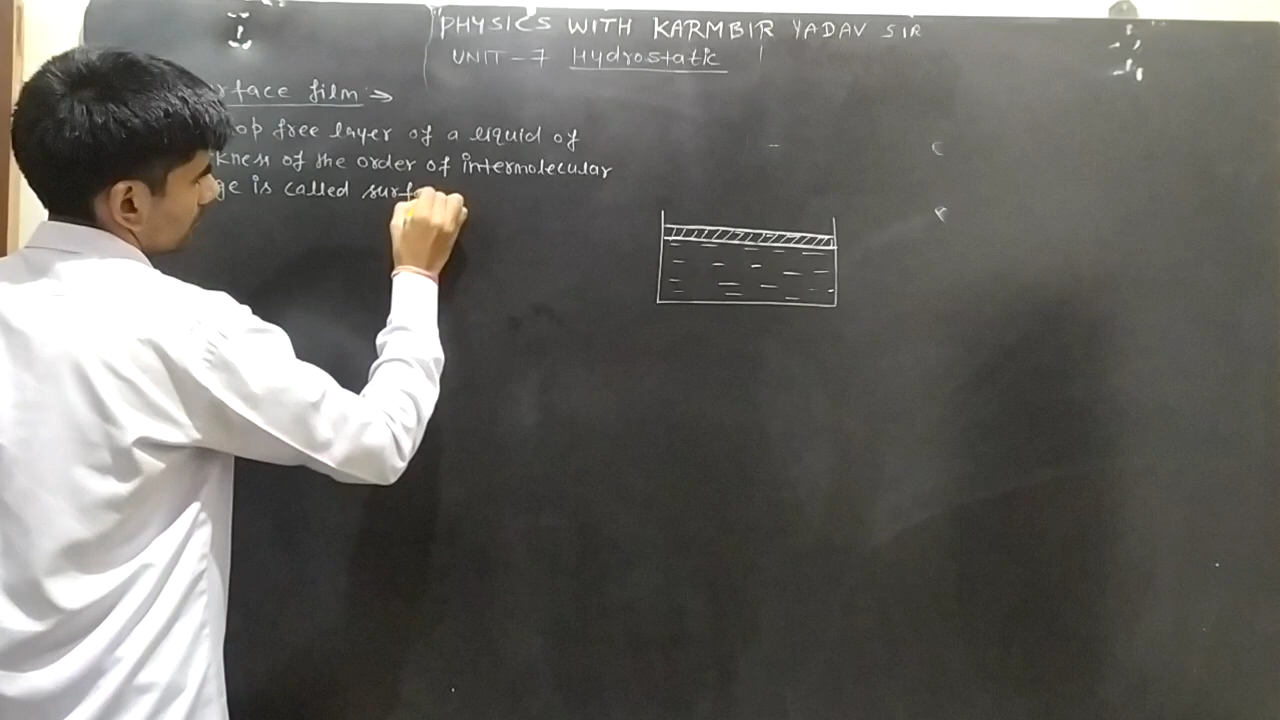 PHYSICS WITH KARMBIR YADAV SIR
UNIT - 7 Hydrostatic
rface film →
op free layer of a liquid of
kness of the order of intermolecular
ge is called surf